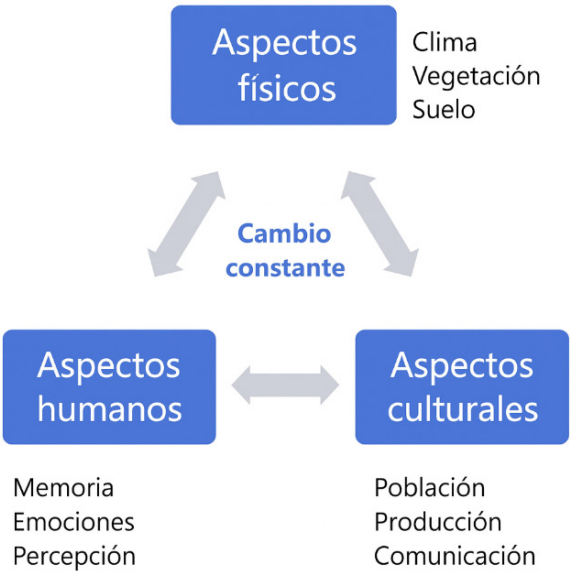 Aspectos
físicos
Clima
Vegetación
Suelo
Cambio
constante
Aspectos
humanos
Aspectos
culturales
Memoria
Emociones
Percepción
Población
Producción
Comunicación